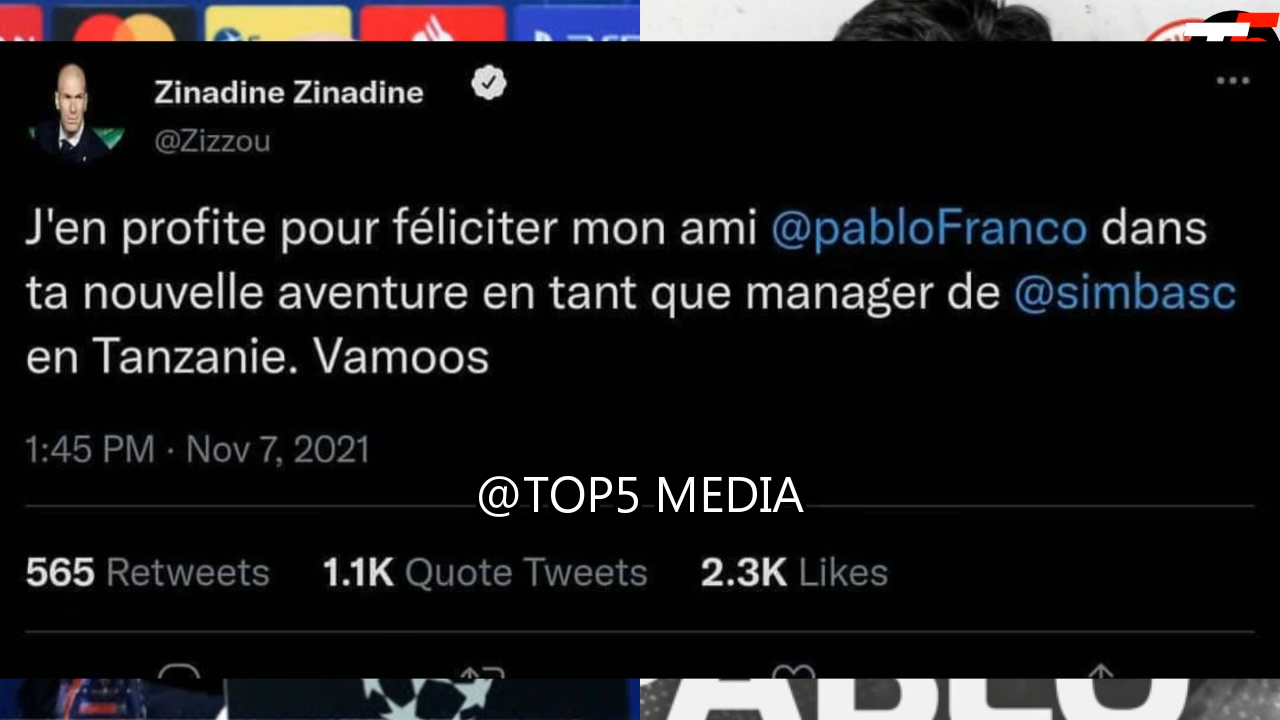 T5
Zinadine Zinadine
@Zizzou
J'en profite pour féliciter mon ami @pabloFranco dans
ta nouvelle aventure en tant que manager de @simbasc
en Tanzanie. Vamoos
1:45 PM · Nov 7, 2021
@TOP5 MEDIA
565 Retweets 1.1K Quote Tweets 2.3K Likes
ABLO